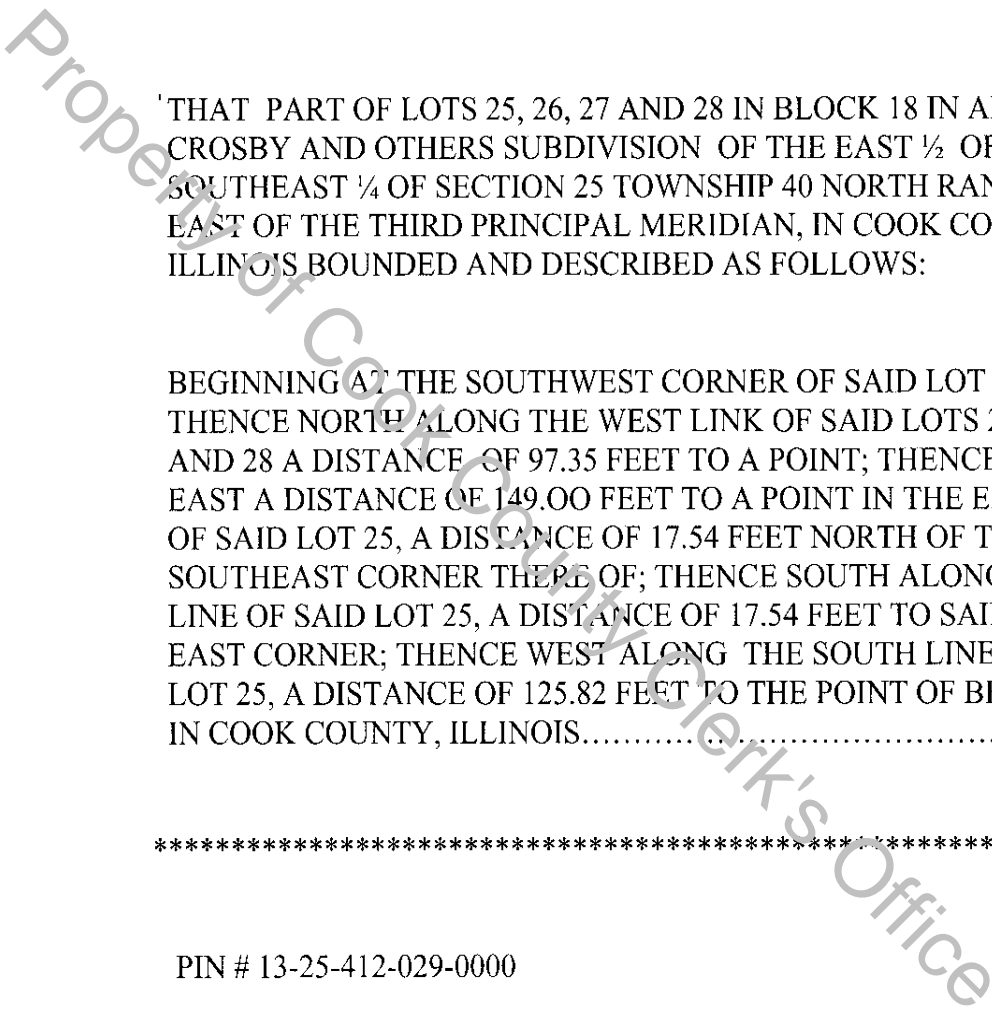 'THAT PART OF LOTS 25, 26, 27 AND 28 IN BLOCK 18 IN
CROSBY AND OTHERS SUBDIVISION OF THE EAST ½
SOUTHEAST ¼ OF SECTION 25 TOWNSHIP 40 NORTH
EAST OF THE THIRD PRINCIPAL MERIDIAN, IN COOK
ILLINOIS BOUNDED AND DESCRIBED AS FOLLOWS:
BEGINNING AT THE SOUTHWEST CORNER OF SAID LOT
THENCE NORTH ALONG THE WEST LINK OF SAID LOTS
AND 28 A DISTANCE OF 97.35 FEET TO A POINT; THENCE
EAST A DISTANCE OF 149.OO FEET TO A POINT IN THE
OF SAID LOT 25, A DISTANCE OF 17.54 FEET NORTH OF
SOUTHEAST CORNER THERE OF; THENCE SOUTH
LINE OF SAID LOT 25, A DISTANCE OF 17.54 FEET TO
EAST CORNER; THENCE WEST ALONG THE SOUTH LINE
LOT 25, A DISTANCE OF 125.82 FEET TO THE POINT OF
IN COOK COUNTY, ILLINOIS.......................................
****************************************************************
PIN # 13-25-412-029-0000
Property of Cook County Clerk's Office